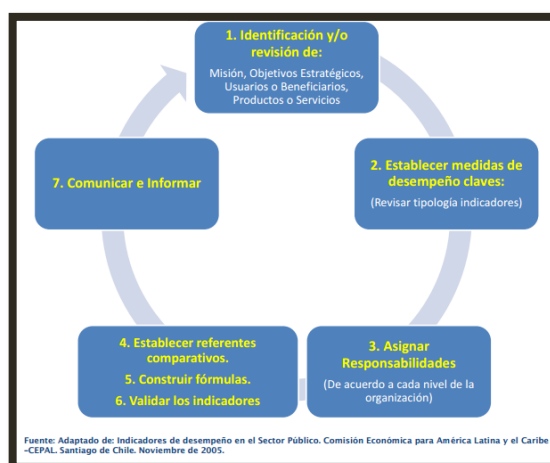 1. Identificación y/o
revisión de:
Misión, Objetivos Estratégicos,
Usuarios o Beneficiarios,
Productos o Servicios
2. Establecer medidas de
desempeño claves:
(Revisar tipología indicadores)
3. Asignar
Responsabilidades
(De acuerdo a cada nivel de la
organización)
4. Establecer referentes
comparativos.
5. Construir fórmulas.
6. Validar los indicadores
7. Comunicar e Informar
Fuente: Adaptado de: Indicadores de desempeño en el Sector Público. Comisión Económica para América Latina y el Caribe
–CEPAL. Santiago de Chile. Noviembre de 2005.